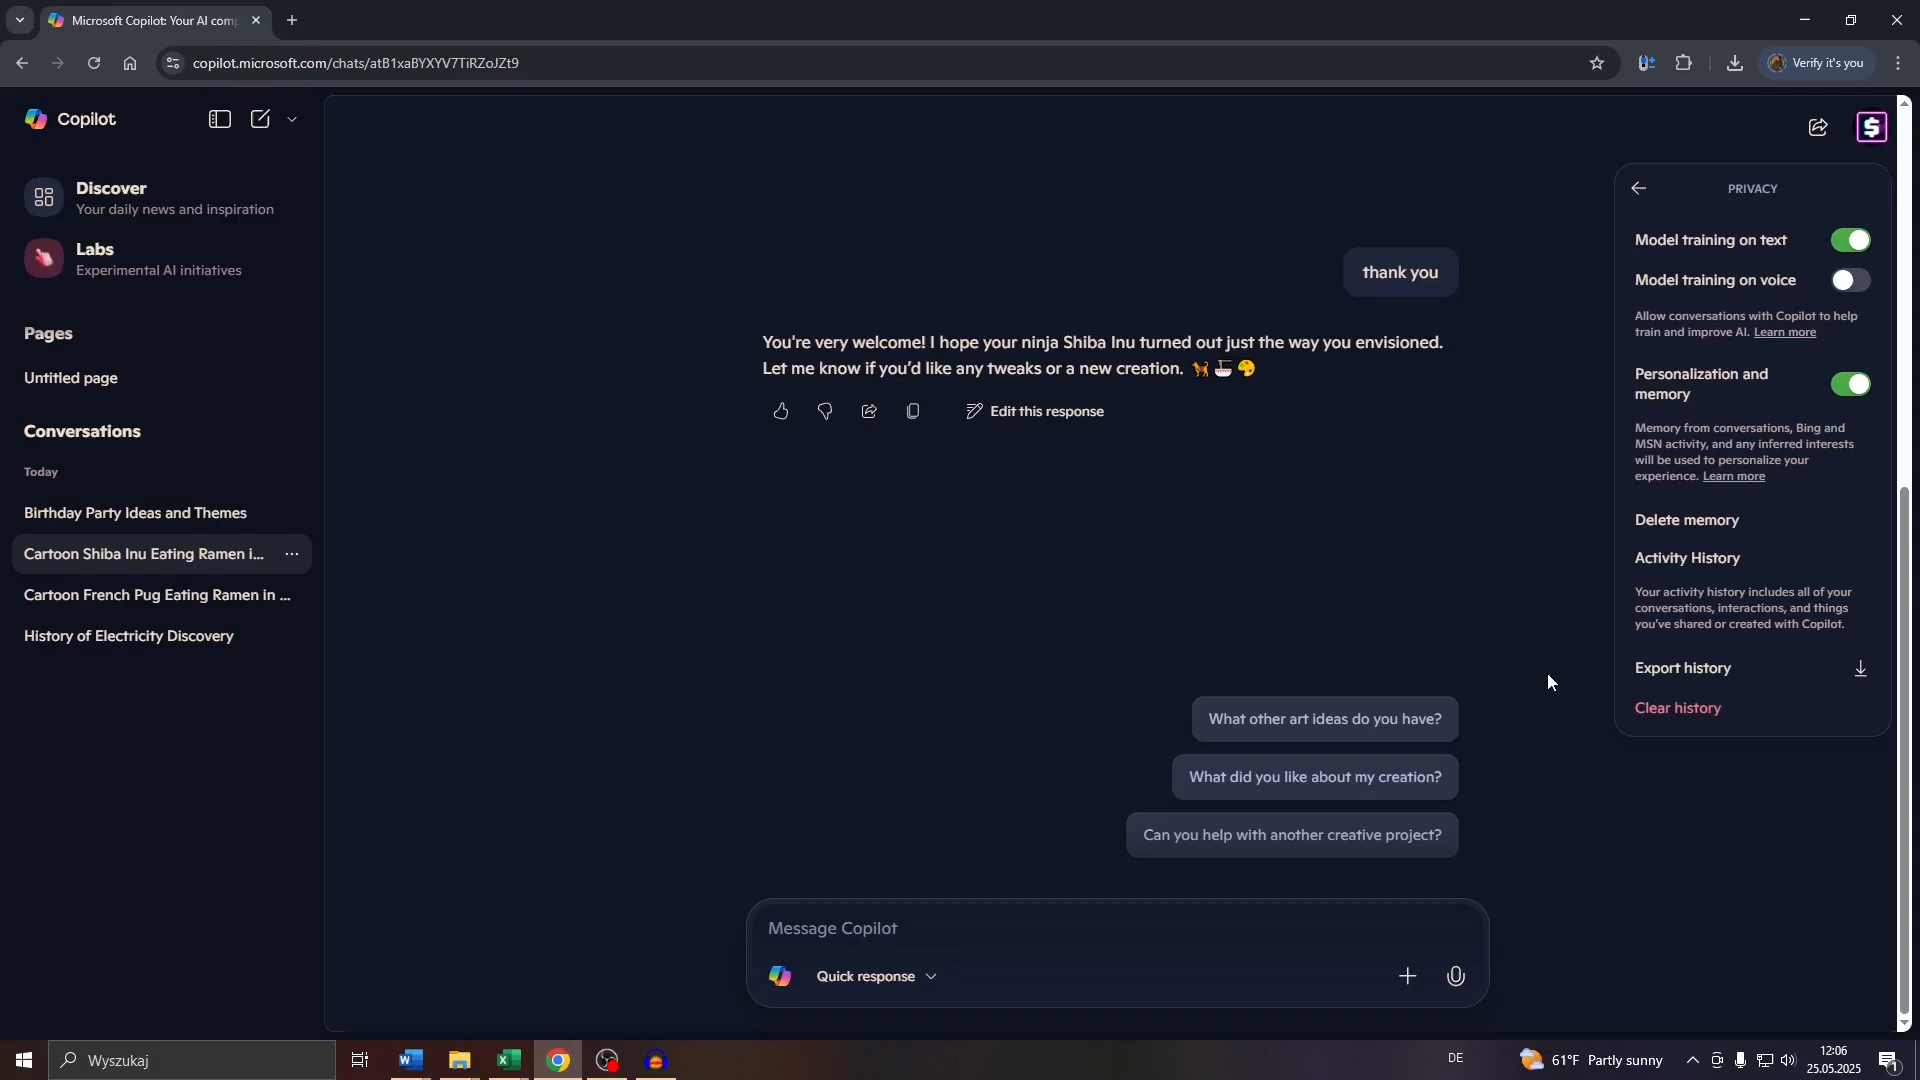 Microsoft Copilot: Your AI comp
copilot.microsoft.com/chats/atB1xaBYXYV7TiRZoJZt9
Verify it's you
Copilot
Discover
Your daily news and inspiration
Labs
Experimental AI initiatives
Pages
Untitled page
Conversations
Today
Birthday Party Ideas and Themes
Cartoon Shiba Inu Eating Ramen i...
Cartoon French Pug Eating Ramen in ...
History of Electricity Discovery
thank you
You're very welcome! I hope your ninja Shiba Inu turned out just the way you envisioned.
Let me know if you'd like any tweaks or a new creation. 🐕🍜🎨
Edit this response
What other art ideas do you have?
What did you like about my creation?
Can you help with another creative project?
Message Copilot
Quick response
PRIVACY
Model training on text
Model training on voice
Allow conversations with Copilot to help
train and improve AI. Learn more
Personalization and
memory
Memory from conversations, Bing and
MSN activity, and any inferred interests
will be used to personalize your
experience. Learn more
Delete memory
Activity History
Your activity history includes all of your
conversations, interactions, and things
you've shared or created with Copilot.
Export history
Clear history
Wyszukaj
DE
61°F Partly sunny
12:06
25.05.2025
1